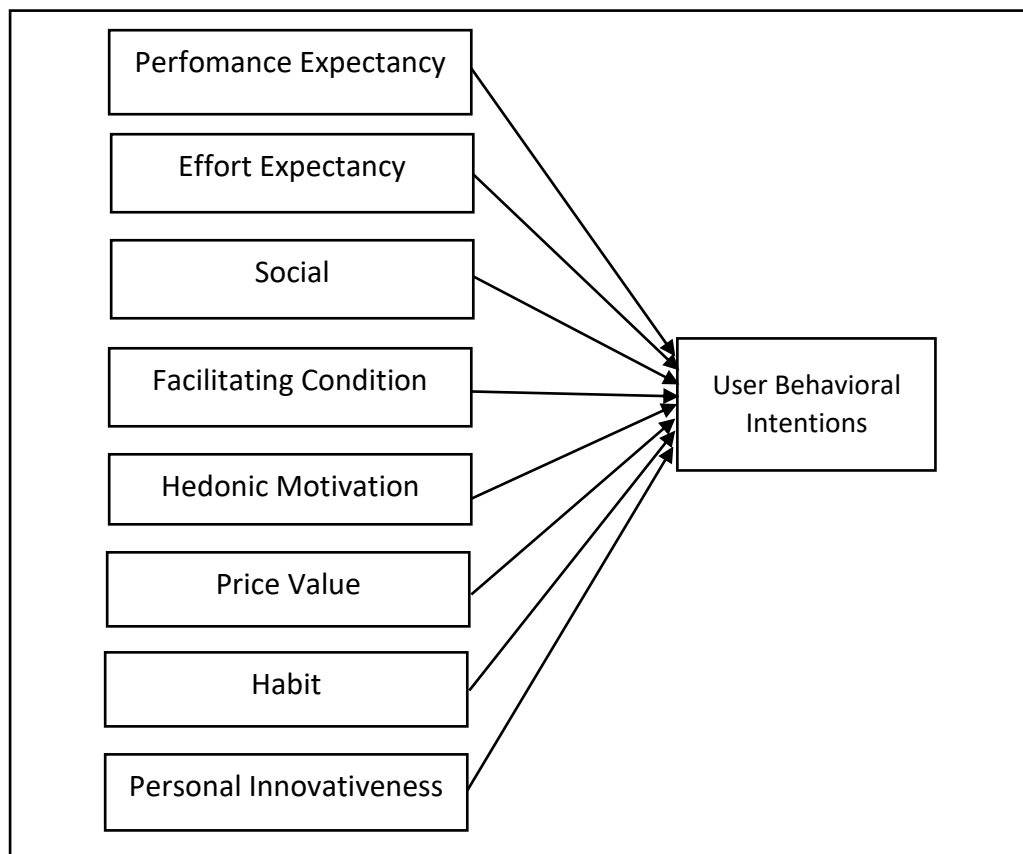 Perfomance Expectancy
Effort Expectancy
Social
Facilitating Condition
Hedonic Motivation
Price Value
Habit
Personal Innovativeness
User Behavioral
Intentions